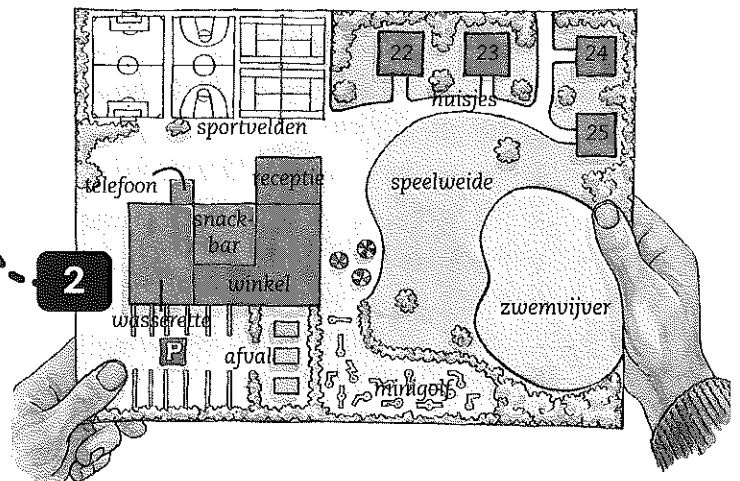 22
23
24
huisjes
sportvelden
25
telefoon
receptie
speelweide
snack-
bar
2
winkel
zwemvijver
wasserette
P
afval
minigolf